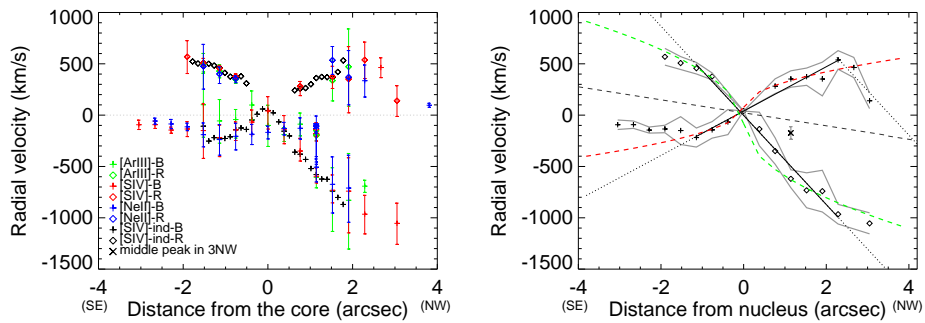 1000
500
0
-500
-1000
-1500
Radial velocity (km/s)
[ArIII]-B
[ArIII]-R
[SIV]-B
[SIV]-R
[NeII]-B
[NeII]-R
[SIV]-ind-B
[SIV]-ind-R
middle peak in 3NW
-4 -2 0 2 4
(SE) Distance from the core (arcsec) (NW)
1000
500
0
-500
-1000
-1500
Radial velocity (km/s)
-4 -2 0 2 4
(SE) Distance from nucleus (arcsec) (NW)